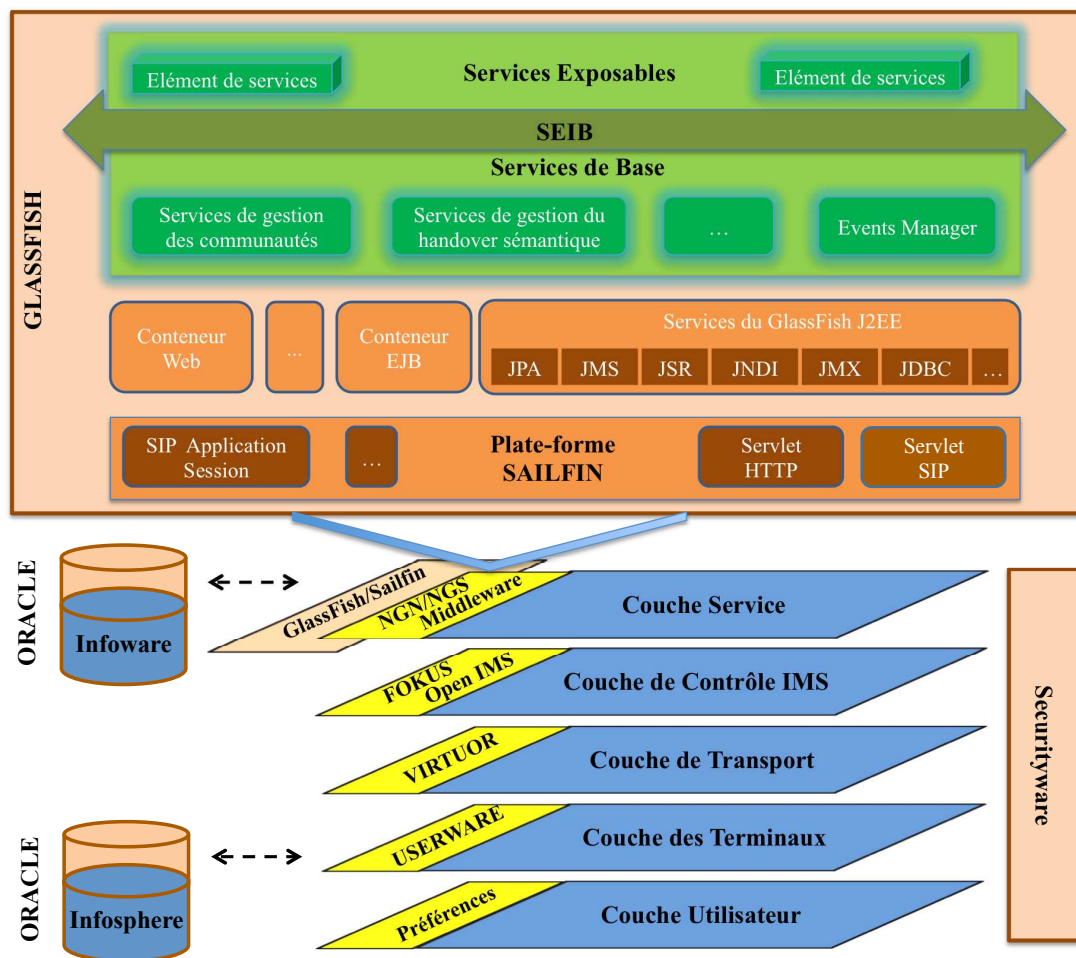 GLASSFISH
Elément de services
Services Exposables
Elément de services
SEIB
Services de Base
Services de gestion
des communautés
Services de gestion du
handover sémantique
…
Events Manager
Conteneur
Web
...
Conteneur
EJB
Services du GlassFish J2EE
JPA
JMS
JSR
JNDI
JMX
JDBC
…
SIP Application
Session
…
Plate-forme
SAILFIN
Servlet
HTTP
Servlet
SIP
ORACLE
Infoware
GlassFish/Sailfin
NGN/NGS
Middleware
Couche Service
FOKUS
Open IMS
Couche de Contrôle IMS
VIRTUOR
Couche de Transport
ORACLE
Infosphere
USERWARE
Couche des Terminaux
Préférences
Couche Utilisateur
Securityware